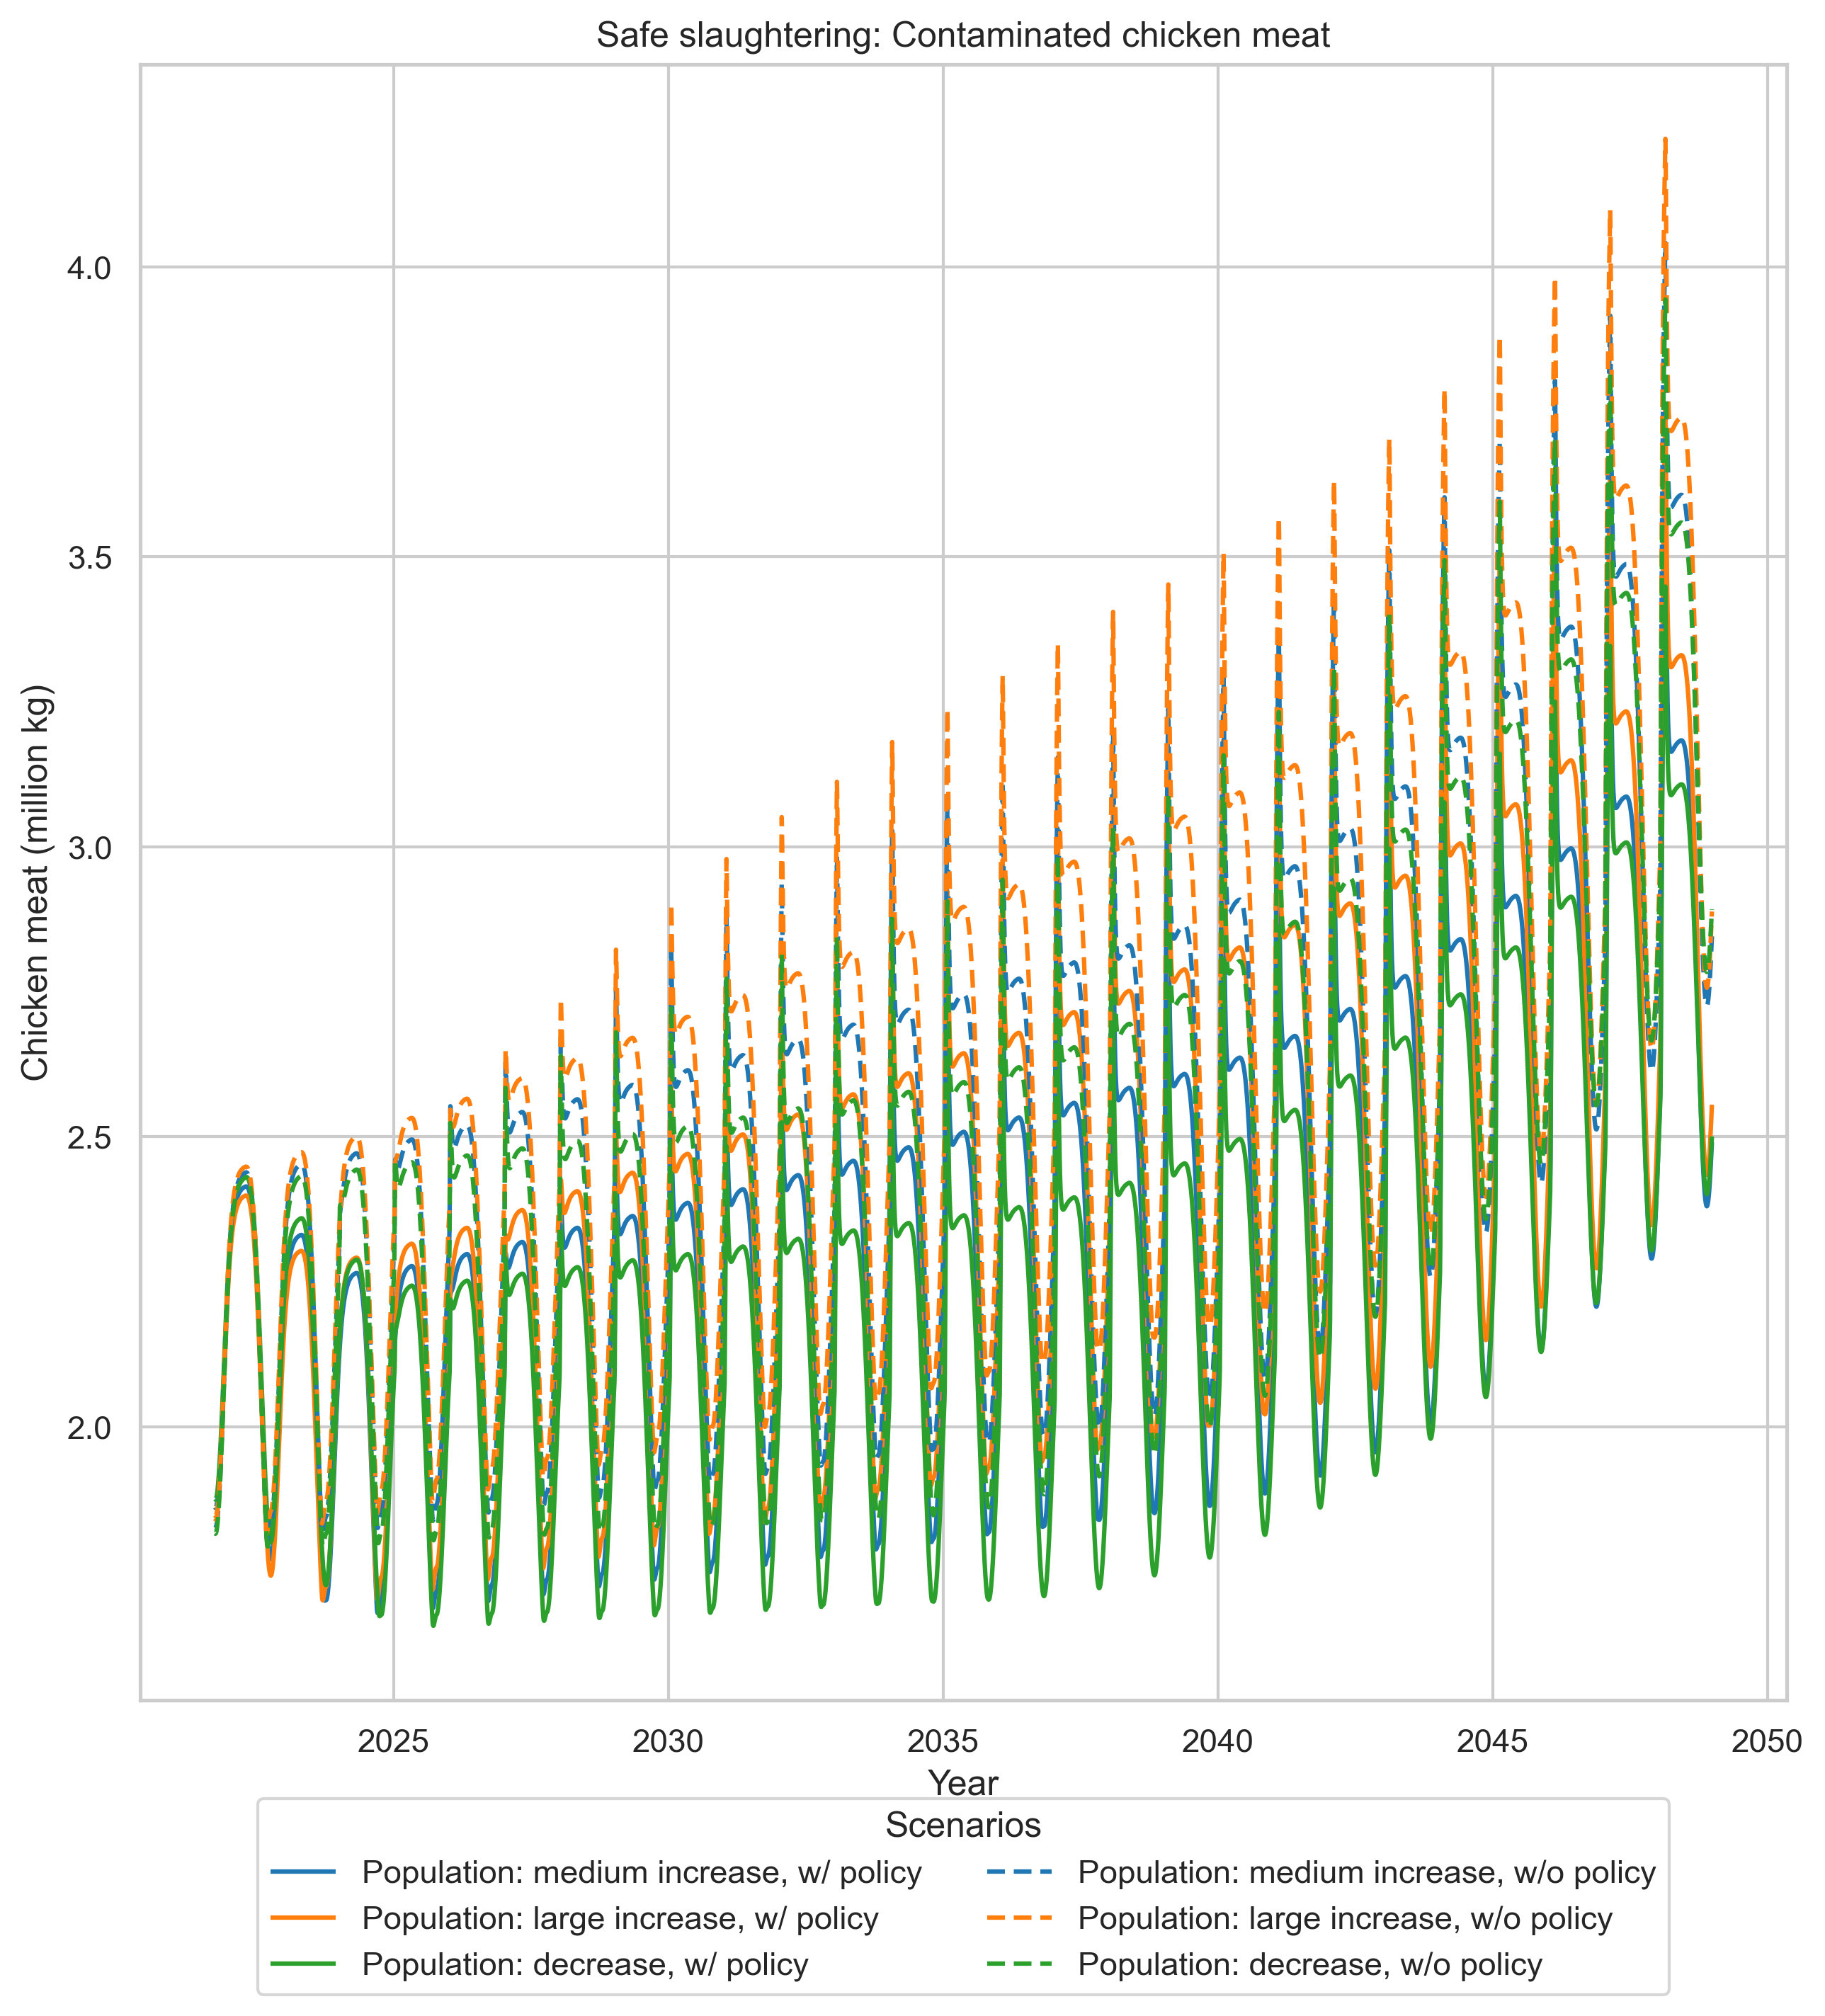 Safe slaughtering: Contaminated chicken meat
Chicken meat (million kg)
4.0
3.5
3.0
2.5
2.0
2025
2030
2035
2040
2045
2050
Year
Scenarios
Population: medium increase, w/ policy
Population: large increase, w/ policy
Population: decrease, w/ policy
Population: medium increase, w/o policy
Population: large increase, w/o policy
Population: decrease, w/o policy